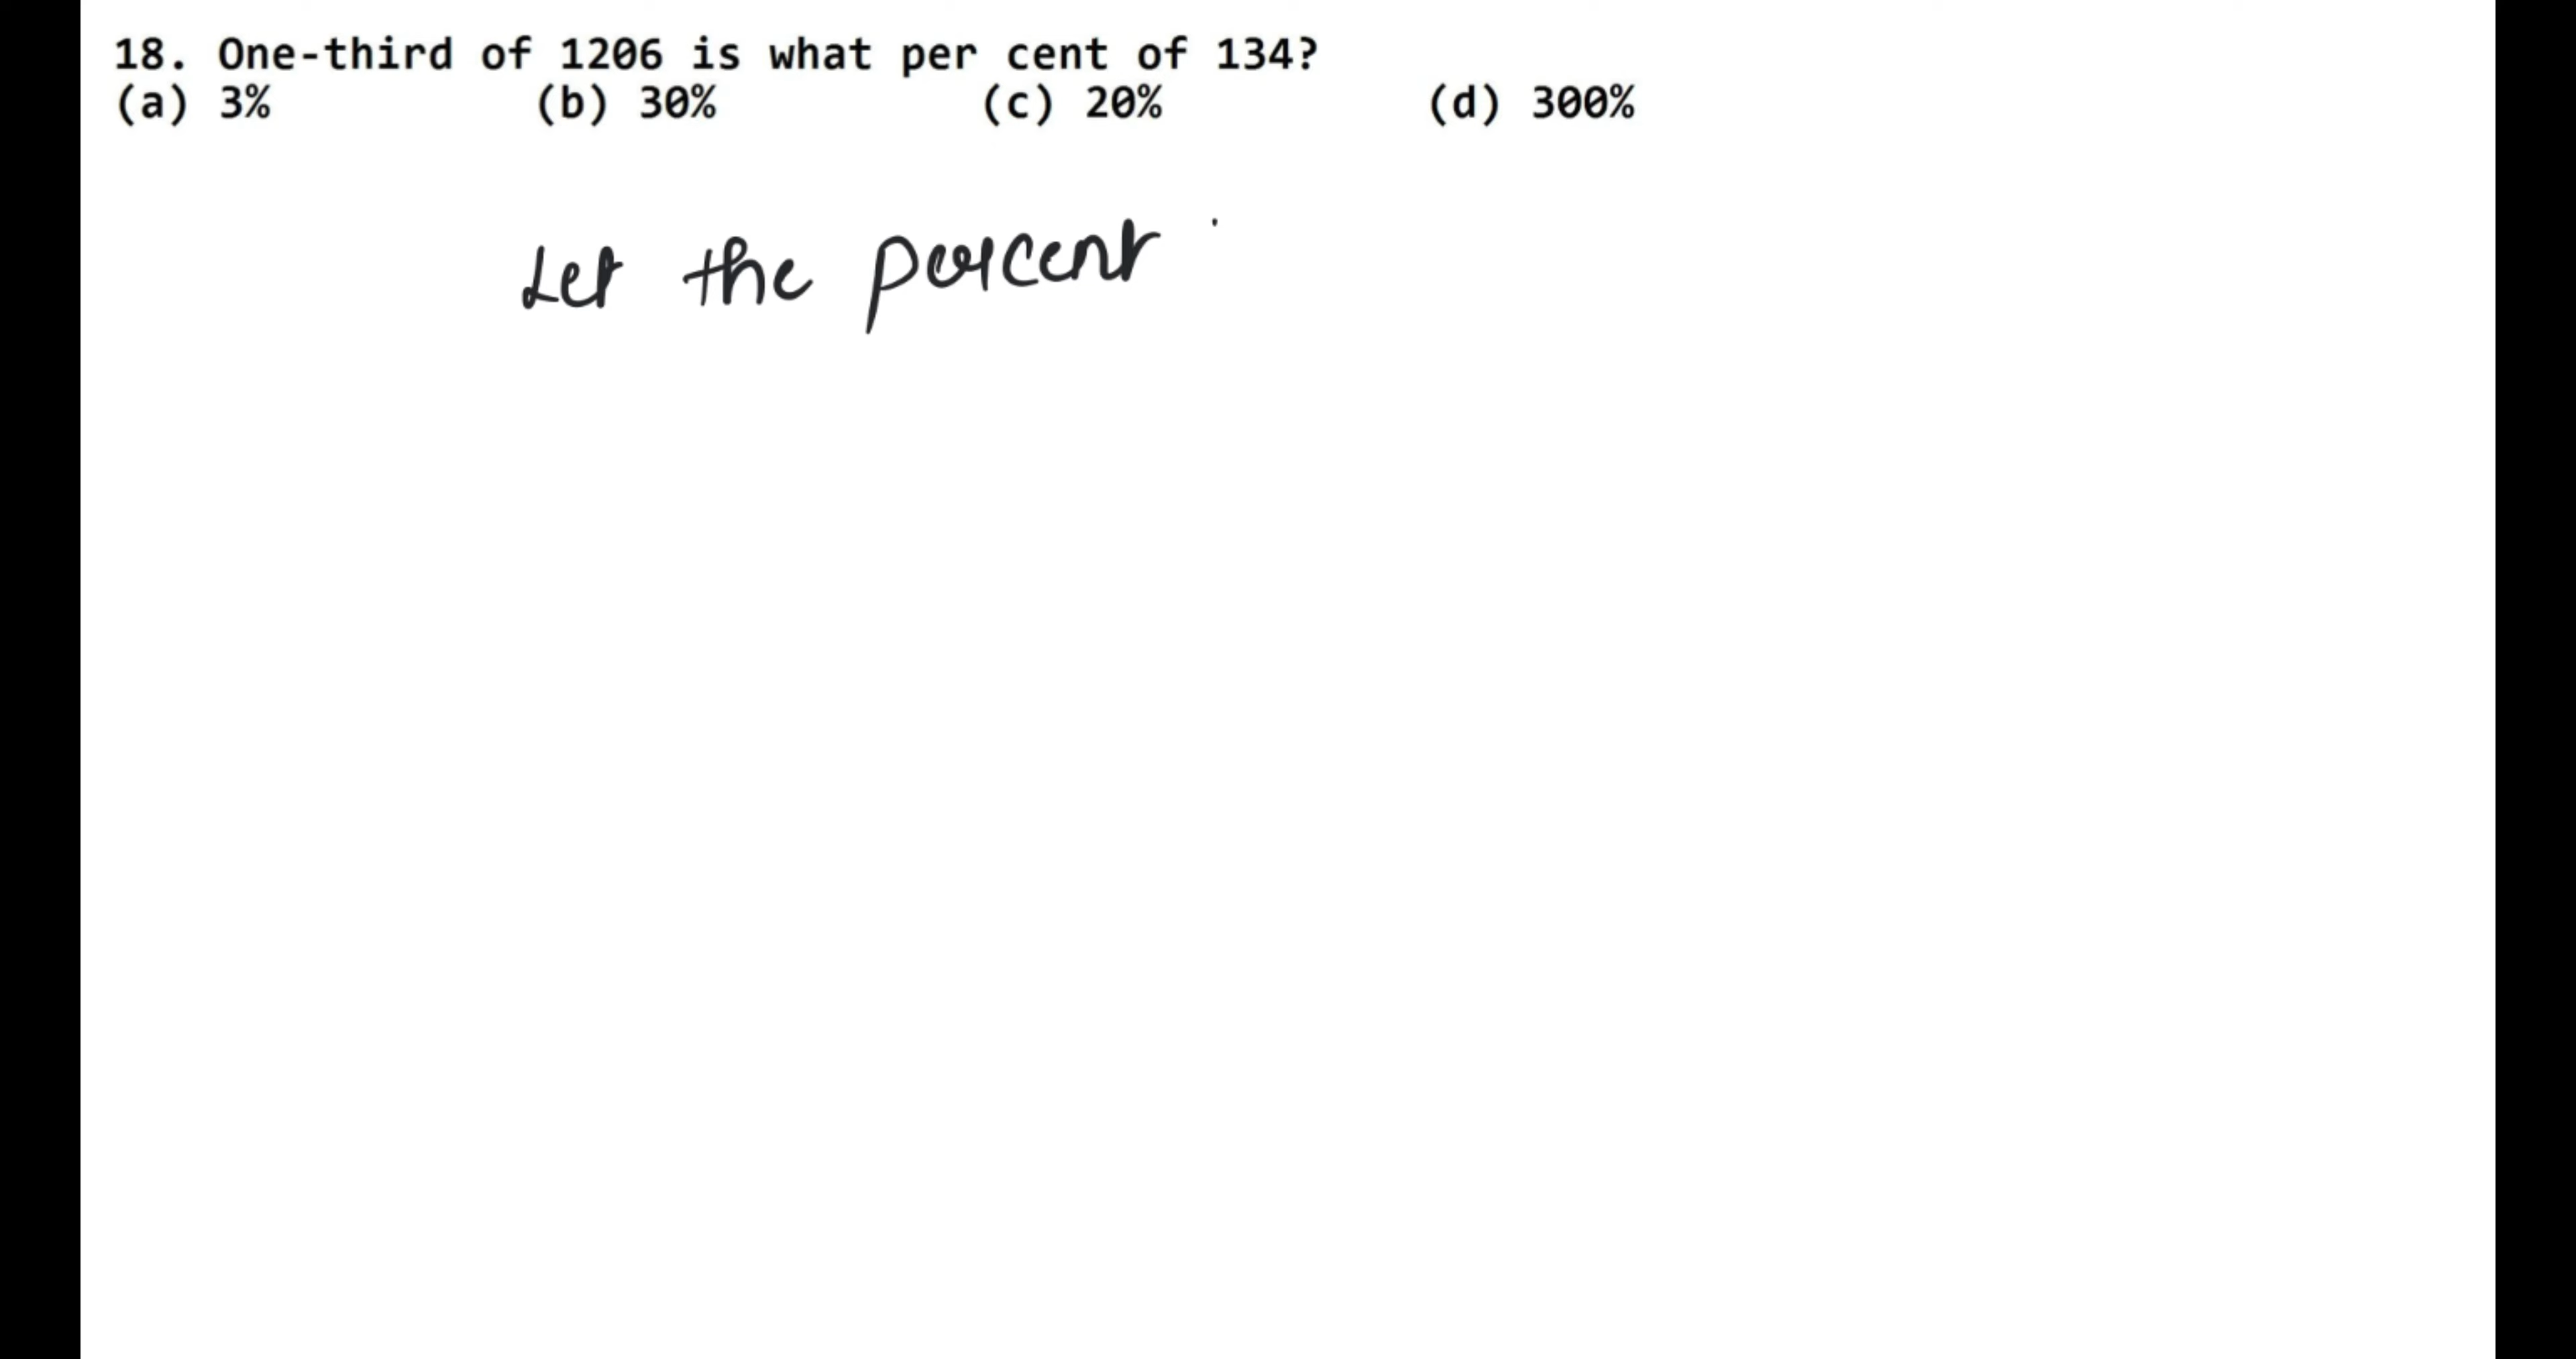 18. One-third of 1206 is what per cent of 134?
(a) 3% (b) 30% (c) 20% (d) 300%
Let the percent